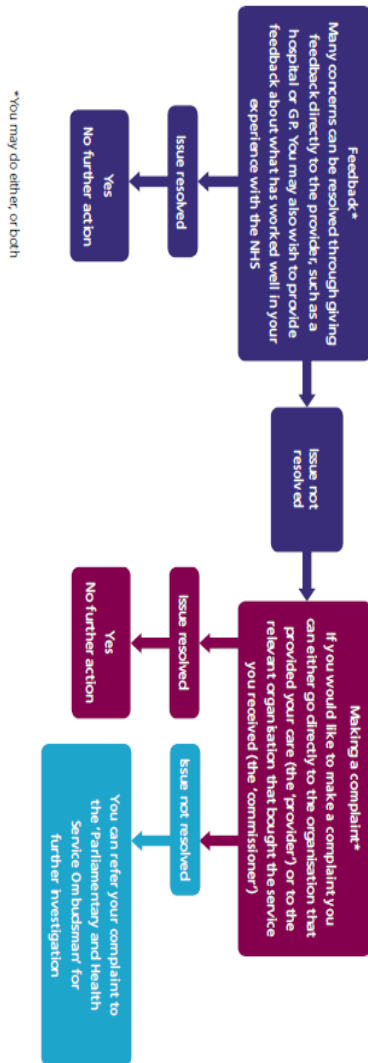 Feedback*
Many concerns can be resolved through giving
feedback directly to the provider, such as a
hospital or GP. You may also wish to provide
feedback about what has worked well in your
experience with the NHS
Issue resolved
Yes
No further action
Issue not
resolved
Making a complaint*
If you would like to make a complaint you
can either go directly to the organisation that
provided your care (the 'provider') or to the
relevant organisation that bought the service
you received (the 'commissioner')
Issue resolved
Yes
No further action
Issue not resolved
You can refer your complaint to
the 'Parliamentary and Health
Service Ombudsman' for
further investigation
*You may do either, or both